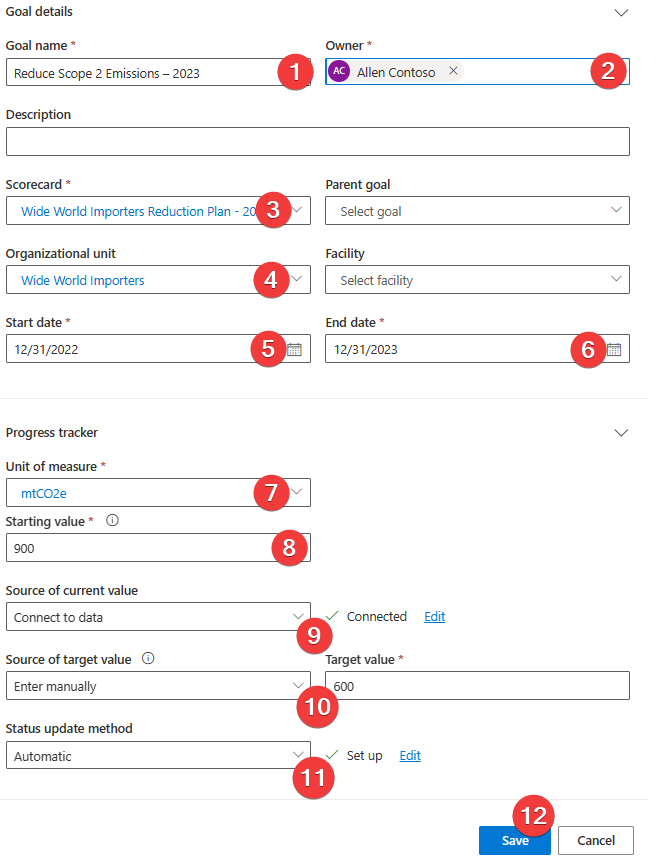 Goal details
Goal name *
Owner *
Reduce Scope 2 Emissions – 2023
1
AC Allen Contoso
2
Description
Scorecard *
Parent goal
Wide World Importers Reduction Plan - 20
3
Select goal
Organizational unit
Facility
Wide World Importers
4
Select facility
Start date *
End date *
12/31/2022
5
12/31/2023
6
Progress tracker
Unit of measure *
mtCO2e
7
Starting value *
900
8
Source of current value
Connect to data
9
Connected Edit
Source of target value
Target value *
Enter manually
10
600
Status update method
Automatic
11
Set up Edit
12
Save
Cancel